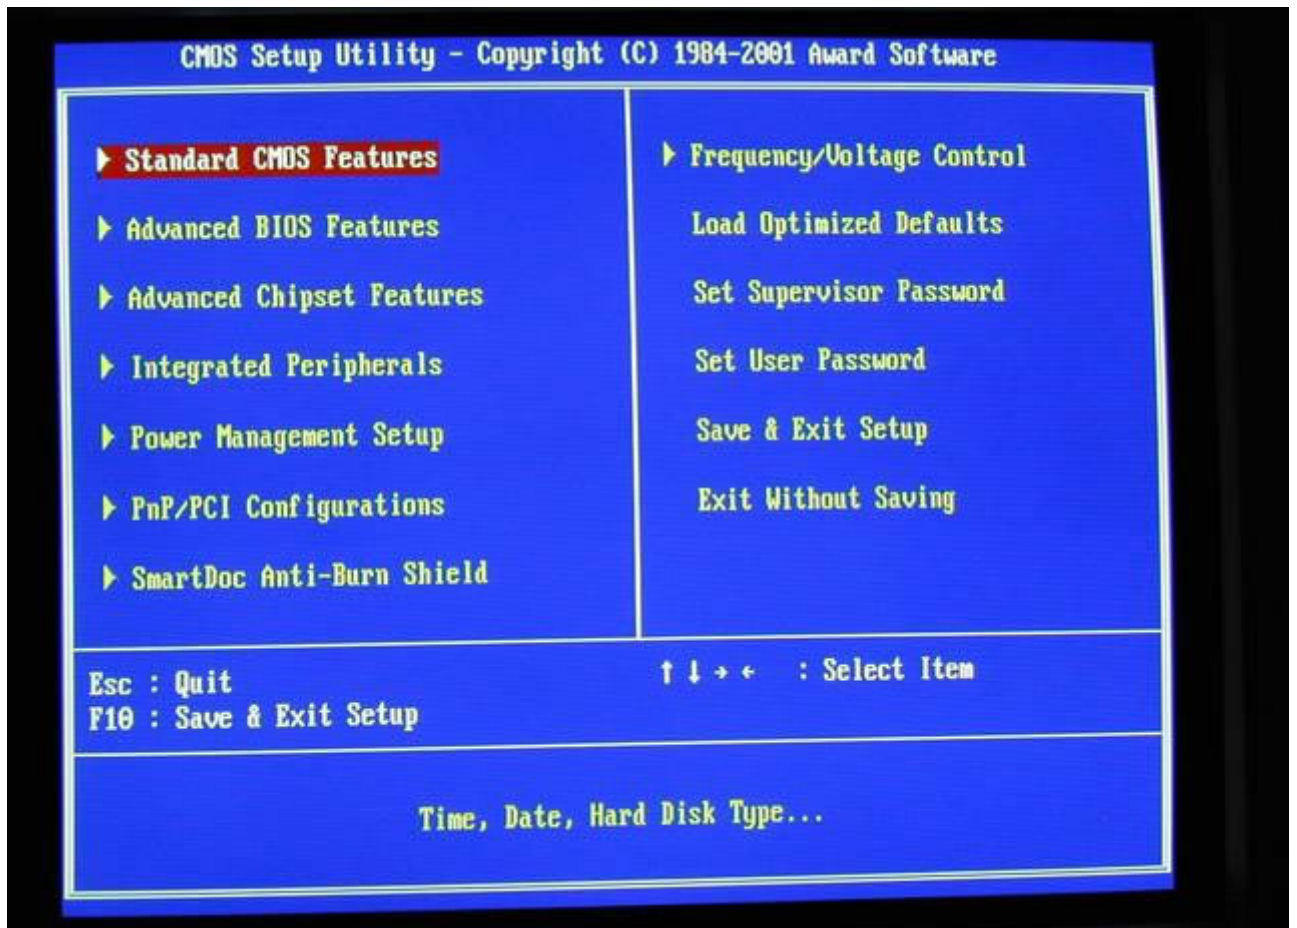 CMOS Setup Utility - Copyright (C) 1984-2001 Award Software
▶ Standard CMOS Features
▶ Advanced BIOS Features
▶ Advanced Chipset Features
▶ Integrated Peripherals
▶ Power Management Setup
▶ PnP/PCI Configurations
▶ SmartDoc Anti-Burn Shield
▶ Frequency/Voltage Control
Load Optimized Defaults
Set Supervisor Password
Set User Password
Save & Exit Setup
Exit Without Saving
Esc : Quit
F10 : Save & Exit Setup
↑ ↓ → ← : Select Item
Time, Date, Hard Disk Type...